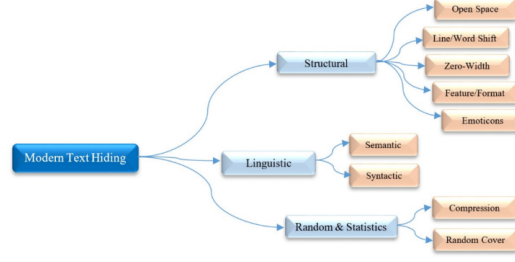 Modern Text Hiding
Structural
Open Space
Line/Word Shift
Zero-Width
Feature/Format
Emoticons
Linguistic
Semantic
Syntactic
Random & Statistics
Compression
Random Cover